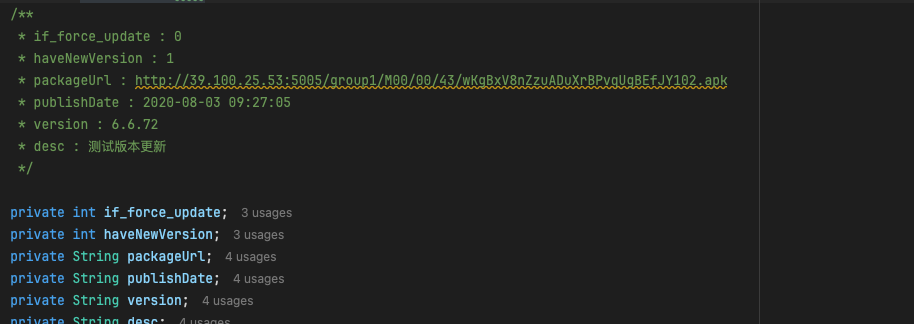 /**
* if_force_update : 0
* haveNewVersion : 1
* packageUrl : http://39.100.25.53:5005/group1/M00/00/43/wKgBxV8nZzuADuXrBPvgUgBEfJY102.apk
* publishDate : 2020-08-03 09:27:05
* version : 6.6.72
* desc : 测试版本更新
*/
private int if_force_update; 3 usages
private int haveNewVersion; 3 usages
private String packageUrl; 4 usages
private String publishDate; 4 usages
private String version; 4 usages
private String desc; 4 usages